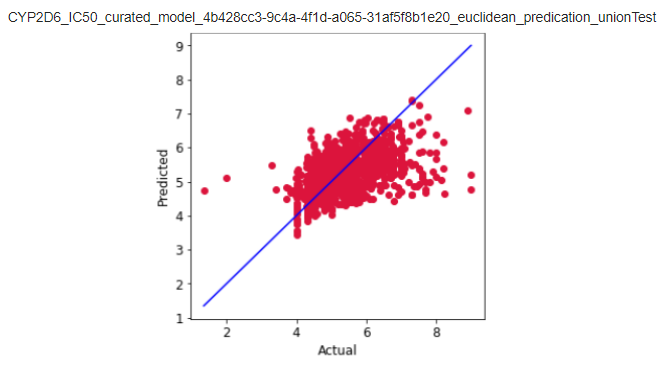 CYP2D6_IC50_curated_model_4b428cc3-9c4a-4f1d-a065-31af5f8b1e20_euclidean_predication_unionTest
9
8
7
6
5
4
3
2
1
Predicted
2 4 6 8
Actual